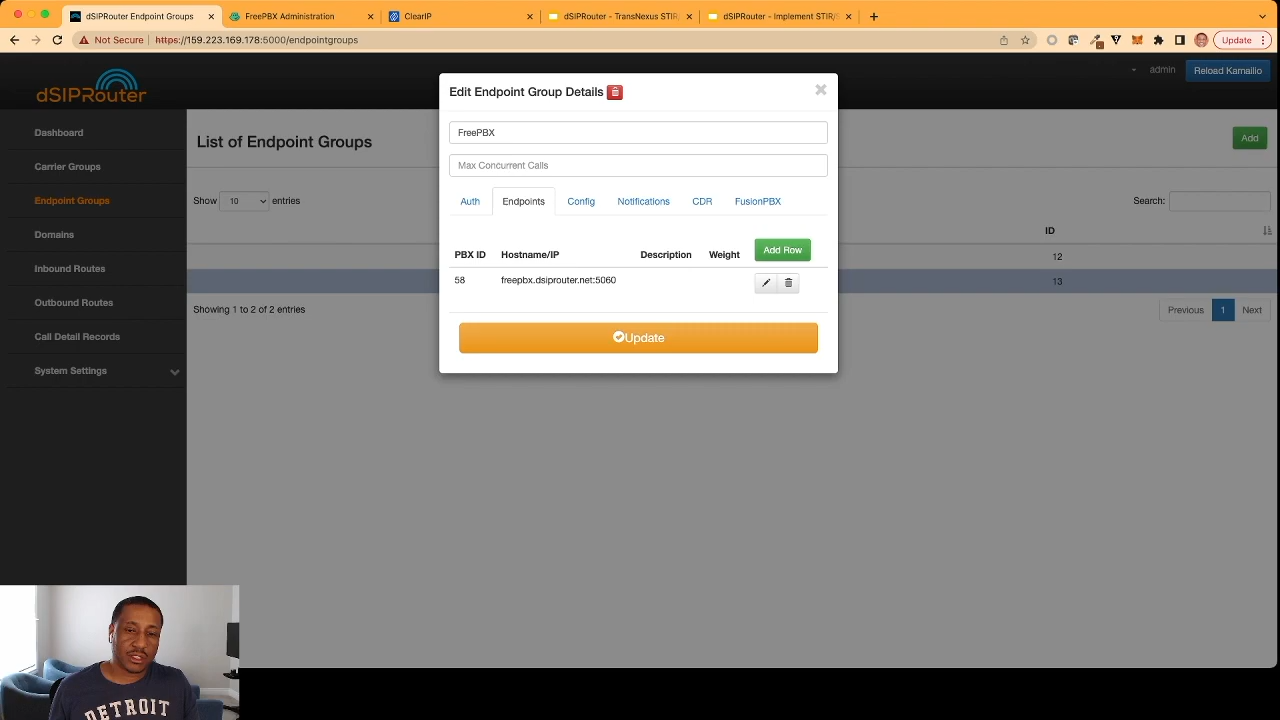 dSIPRouter Endpoint Groups
FreePBX Administration
ClearIP
dSIPRouter - TransNexus STIR/
dSIPRouter - Implement STIR/S
Not Secure
https://159.223.169.178:5000/endpointgroups
Update
dSIPRouter
admin
Reload Kamailio
Dashboard
Carrier Groups
Endpoint Groups
Domains
Inbound Routes
Outbound Routes
Call Detail Records
System Settings
List of Endpoint Groups
Add
Show 10 entries
Search:
ID
12
13
Showing 1 to 2 of 2 entries
Previous 1 Next
Edit Endpoint Group Details
FreePBX
Max Concurrent Calls
Auth Endpoints Config Notifications CDR FusionPBX
PBX ID Hostname/IP Description Weight Add Row
58 freepbx.dsiprouter.net:5060
Update
DETROIT